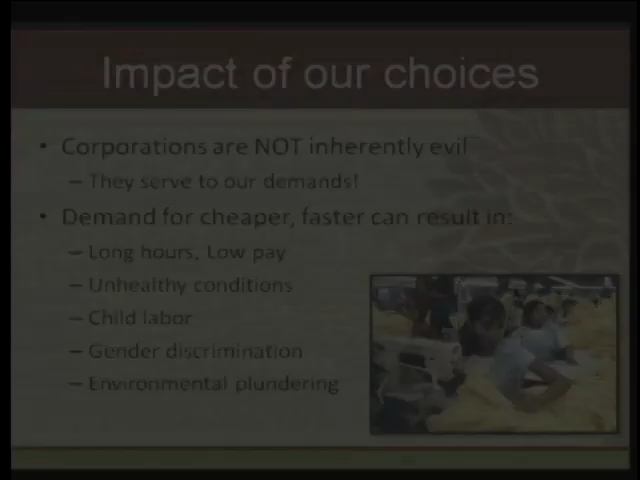 Impact of our choices
• Corporations are NOT inherently evil
– They serve to our demands!
• Demand for cheaper, faster can result in:
– Long hours, Low pay
– Unhealthy conditions
– Child labor
– Gender discrimination
– Environmental plundering